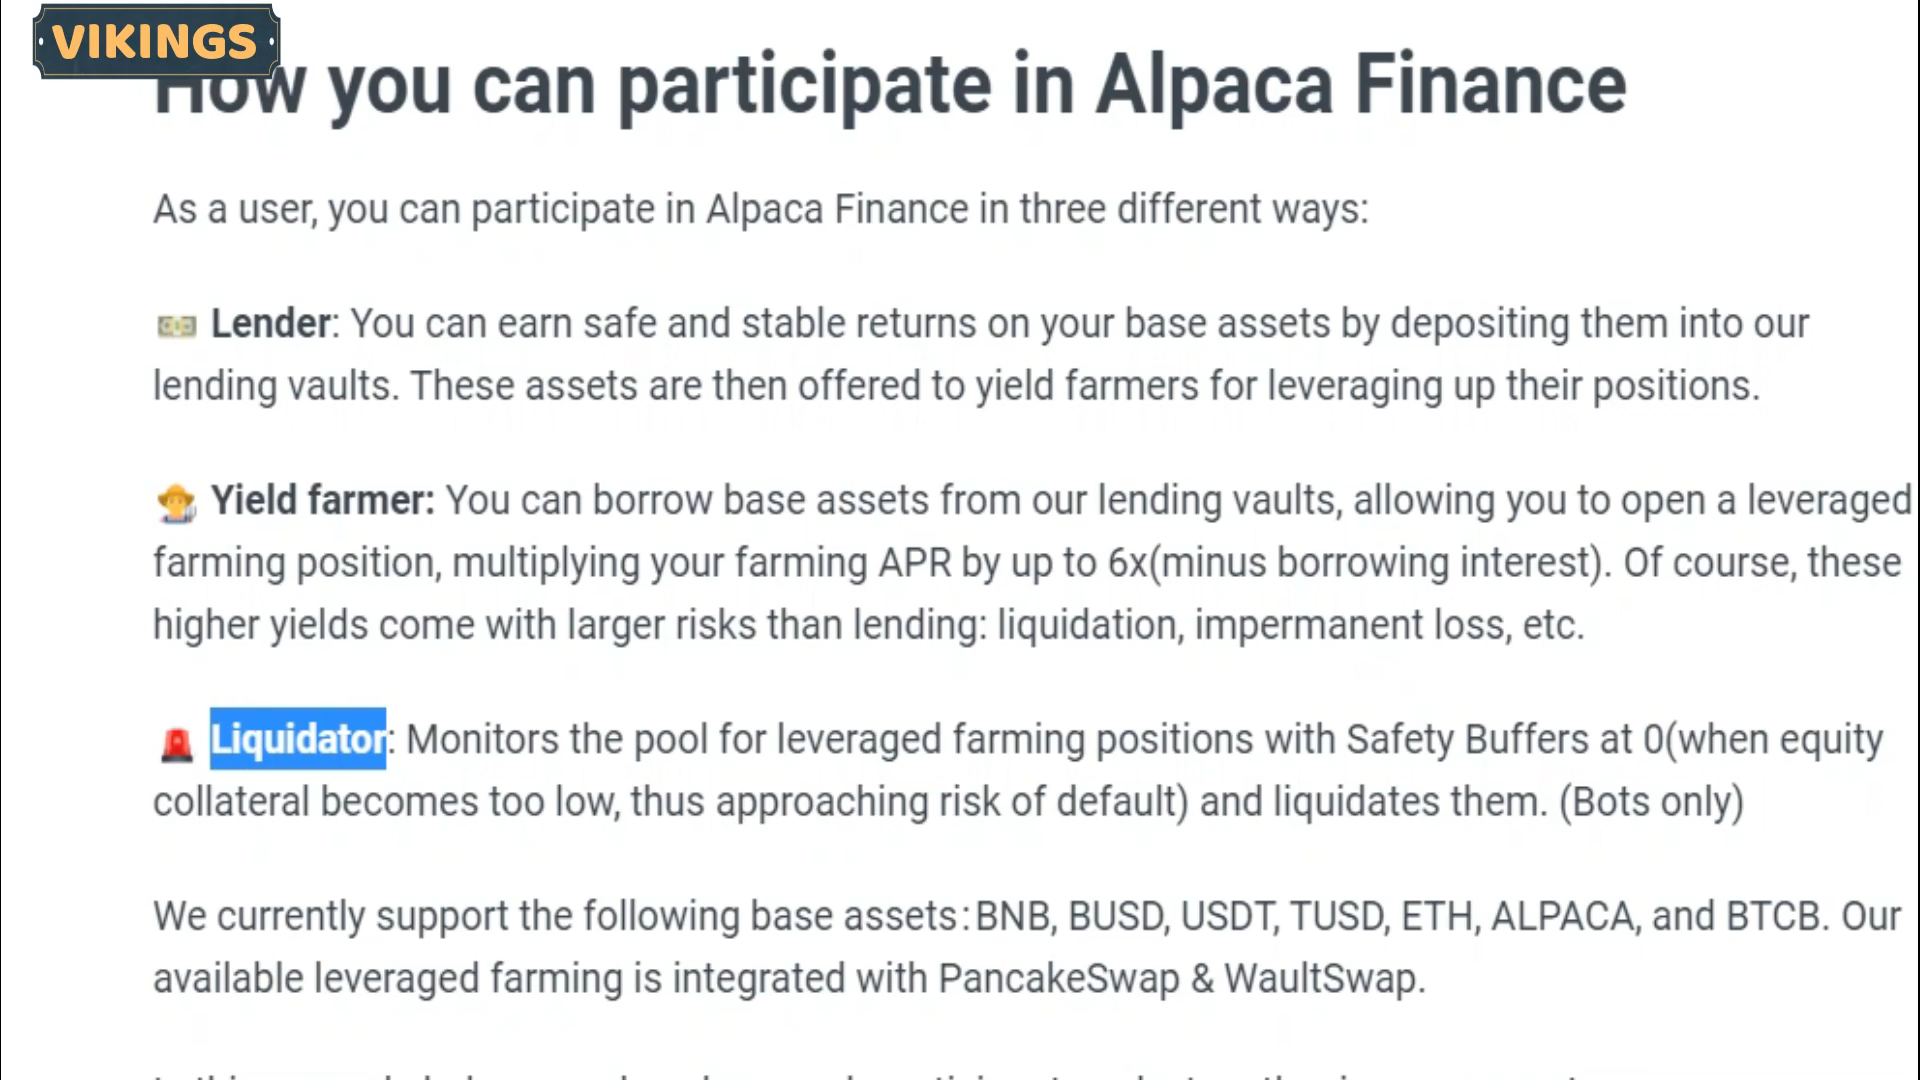 VIKINGS
How you can participate in Alpaca Finance
As a user, you can participate in Alpaca Finance in three different ways:
Lender: You can earn safe and stable returns on your base assets by depositing them into our
lending vaults. These assets are then offered to yield farmers for leveraging up their positions.
Yield farmer: You can borrow base assets from our lending vaults, allowing you to open a leveraged
farming position, multiplying your farming APR by up to 6x(minus borrowing interest). Of course, these
higher yields come with larger risks than lending: liquidation, impermanent loss, etc.
Liquidator: Monitors the pool for leveraged farming positions with Safety Buffers at 0(when equity
collateral becomes too low, thus approaching risk of default) and liquidates them. (Bots only)
We currently support the following base assets: BNB, BUSD, USDT, TUSD, ETH, ALPACA, and BTCB. Our
available leveraged farming is integrated with PancakeSwap & WaultSwap.